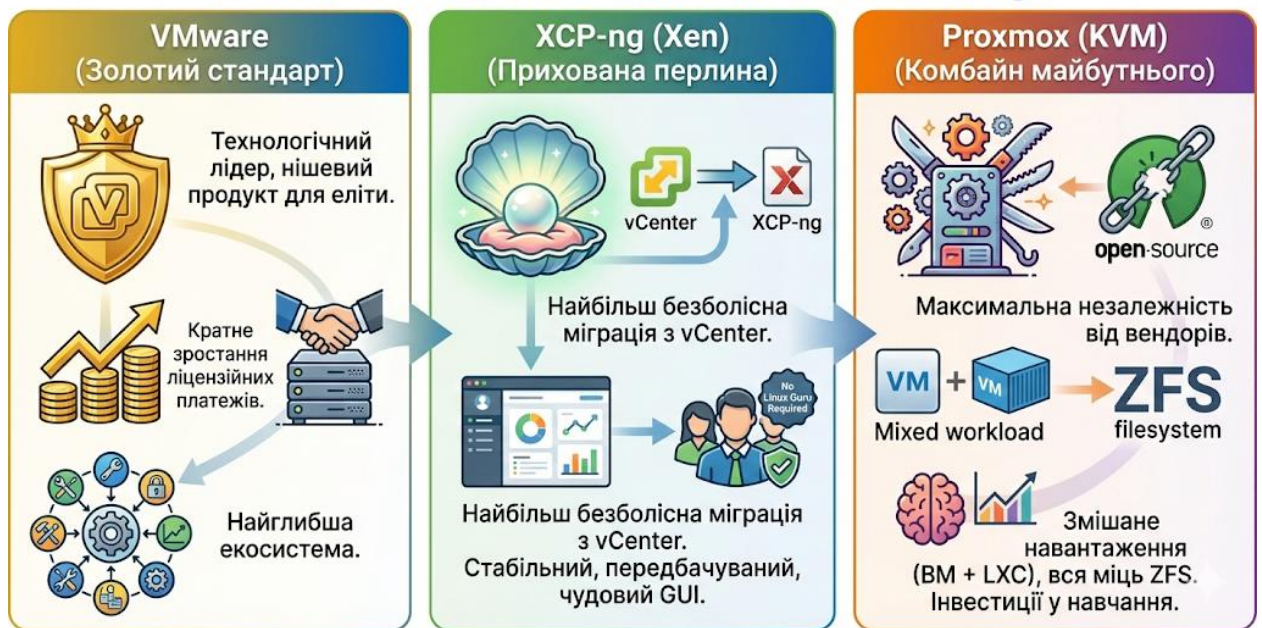 VMware
(Золотий стандарт)
Технологічний
лідер, нішевий
продукт для еліти.
Кратне
зростання
ліцензійних
платежів.
Найглибша
екосистема.
XCP-ng (Xen)
(Прихована перлина)
vCenter
X
XCP-ng
Найбільш безболісна
міграція з vCenter.
No
Linux Guru
Required
Найбільш безболісна міграція
з vCenter.
Стабільний, передбачуваний,
чудовий GUI.
Proxmox (KVM)
(Комбайн майбутнього)
open-source
®
Максимальна незалежність
від вендорів.
VM + VM
ZFS
Mixed workload
filesystem
Змішане
навантаження
(ВМ + LXC), вся міць ZFS.
Інвестиції у навчання.